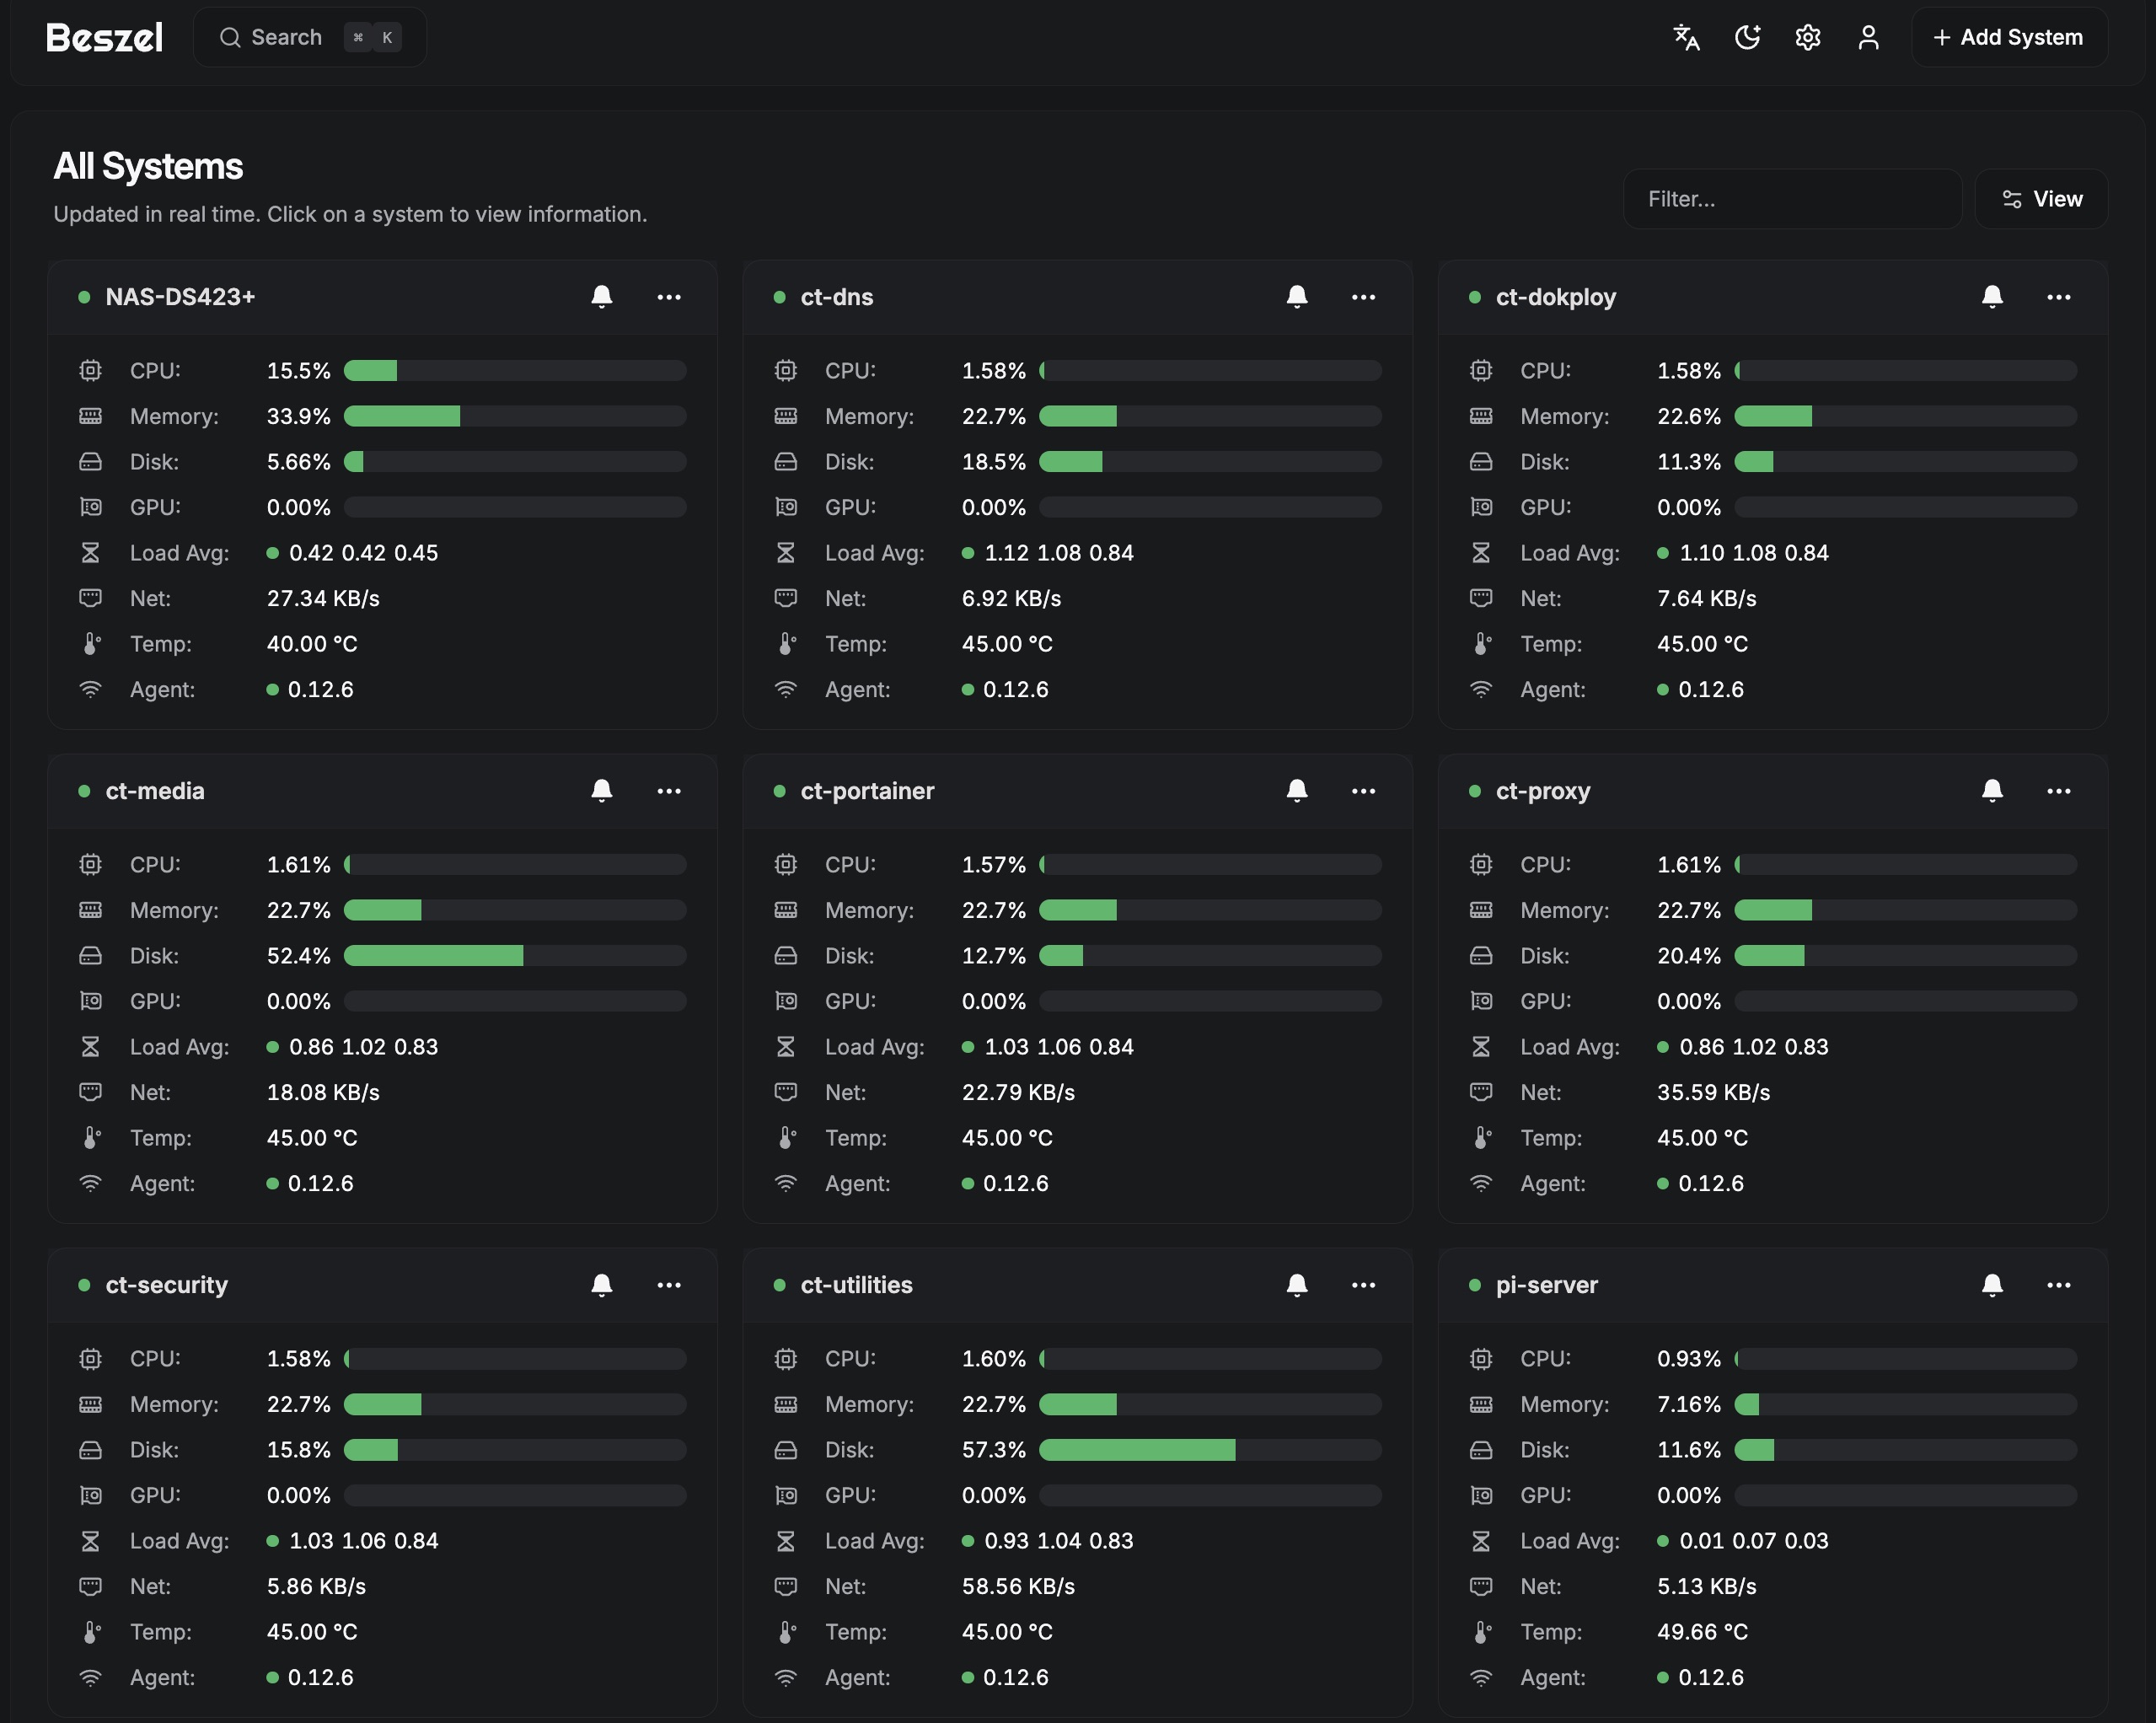 Beszel Search ⌘ K Add System
All Systems
Updated in real time. Click on a system to view information.
Filter... View
NAS-DS423+
CPU: 15.5%
Memory: 33.9%
Disk: 5.66%
GPU: 0.00%
Load Avg: 0.42 0.42 0.45
Net: 27.34 KB/s
Temp: 40.00 °C
Agent: 0.12.6
ct-dns
CPU: 1.58%
Memory: 22.7%
Disk: 18.5%
GPU: 0.00%
Load Avg: 1.12 1.08 0.84
Net: 6.92 KB/s
Temp: 45.00 °C
Agent: 0.12.6
ct-dokploy
CPU: 1.58%
Memory: 22.6%
Disk: 11.3%
GPU: 0.00%
Load Avg: 1.10 1.08 0.84
Net: 7.64 KB/s
Temp: 45.00 °C
Agent: 0.12.6
ct-media
CPU: 1.61%
Memory: 22.7%
Disk: 52.4%
GPU: 0.00%
Load Avg: 0.86 1.02 0.83
Net: 18.08 KB/s
Temp: 45.00 °C
Agent: 0.12.6
ct-portainer
CPU: 1.57%
Memory: 22.7%
Disk: 12.7%
GPU: 0.00%
Load Avg: 1.03 1.06 0.84
Net: 22.79 KB/s
Temp: 45.00 °C
Agent: 0.12.6
ct-proxy
CPU: 1.61%
Memory: 22.7%
Disk: 20.4%
GPU: 0.00%
Load Avg: 0.86 1.02 0.83
Net: 35.59 KB/s
Temp: 45.00 °C
Agent: 0.12.6
ct-security
CPU: 1.58%
Memory: 22.7%
Disk: 15.8%
GPU: 0.00%
Load Avg: 1.03 1.06 0.84
Net: 5.86 KB/s
Temp: 45.00 °C
Agent: 0.12.6
ct-utilities
CPU: 1.60%
Memory: 22.7%
Disk: 57.3%
GPU: 0.00%
Load Avg: 0.93 1.04 0.83
Net: 58.56 KB/s
Temp: 45.00 °C
Agent: 0.12.6
pi-server
CPU: 0.93%
Memory: 7.16%
Disk: 11.6%
GPU: 0.00%
Load Avg: 0.01 0.07 0.03
Net: 5.13 KB/s
Temp: 49.66 °C
Agent: 0.12.6